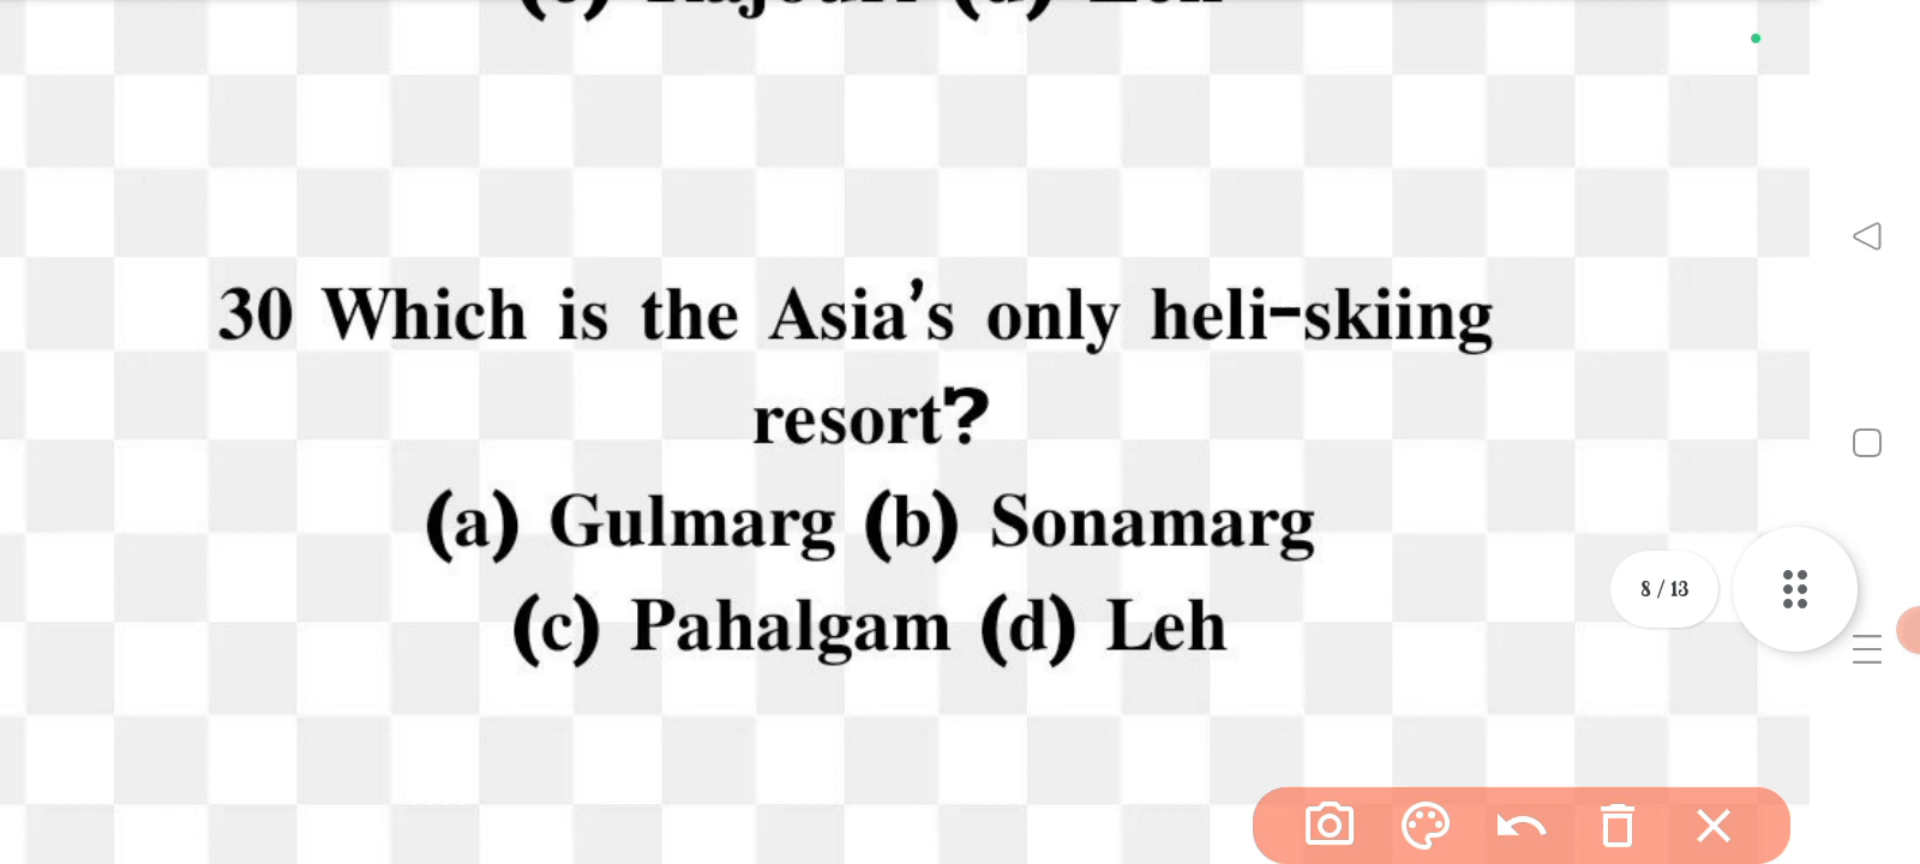 30 Which is the Asia's only heli-skiing
resort?
(a) Gulmarg (b) Sonamarg
(c) Pahalgam (d) Leh
8 / 13